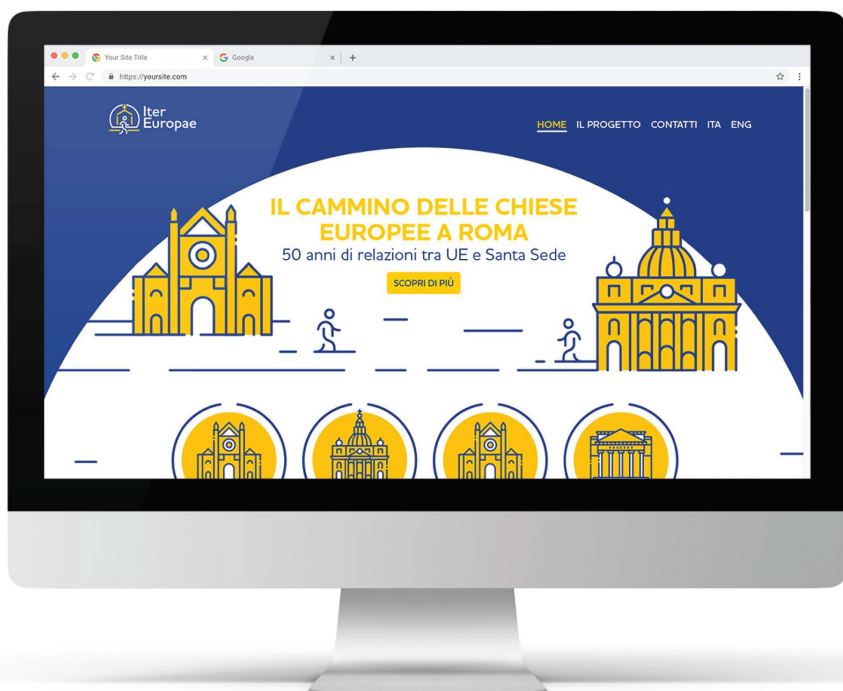 Your Site Title
Google
https://yoursite.com
Iter
Europae
HOME IL PROGETTO CONTATTI ITA ENG
IL CAMMINO DELLE CHIESE
EUROPEE A ROMA
50 anni di relazioni tra UE e Santa Sede
SCOPRI DI PIÙ